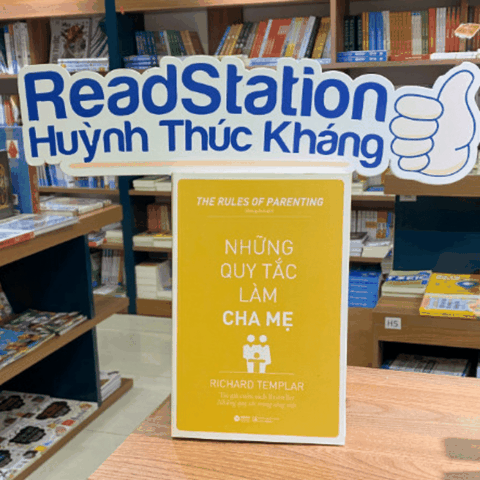 ReadStation
Huỳnh Thúc Kháng
THE RULES OF PARENTING
NHỮNG
QUY TẮC
LÀM
CHA MẸ
RICHARD TEMPLAR
H5